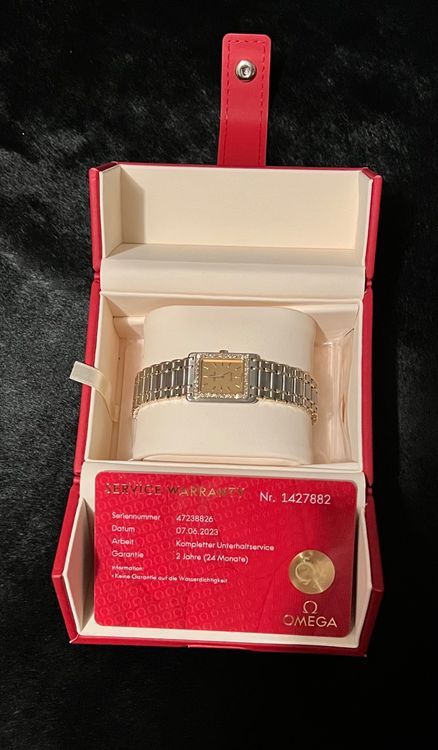 SERVICE WARRANTY Nr. 1427882
Seriennummer 47238826
Datum 07.06.2023
Arbeit Kompletter Unterhaltservice
Garantie 2 Jahre (24 Monate)
Information:
• Keine Garantie auf die Wasserdichtigkeit
Ω
OMEGA